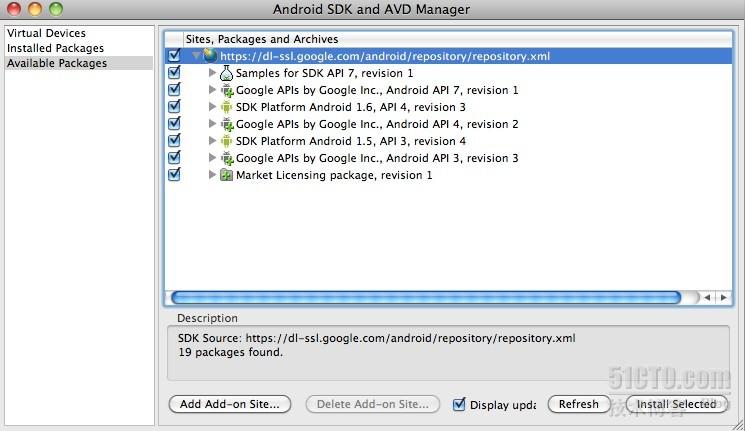 Android SDK and AVD Manager
Virtual Devices
Installed Packages
Available Packages
Sites, Packages and Archives
https://dl-ssl.google.com/android/repository/repository.xml
Samples for SDK API 7, revision 1
Google APIs by Google Inc., Android API 7, revision 1
SDK Platform Android 1.6, API 4, revision 3
Google APIs by Google Inc., Android API 4, revision 2
SDK Platform Android 1.5, API 3, revision 4
Google APIs by Google Inc., Android API 3, revision 3
Market Licensing package, revision 1
Description
SDK Source: https://dl-ssl.google.com/android/repository/repository.xml
19 packages found.
51CTO.com
Add Add-on Site...
Delete Add-on Site...
Display upda
Refresh
Install Selected
技术博客 Blog